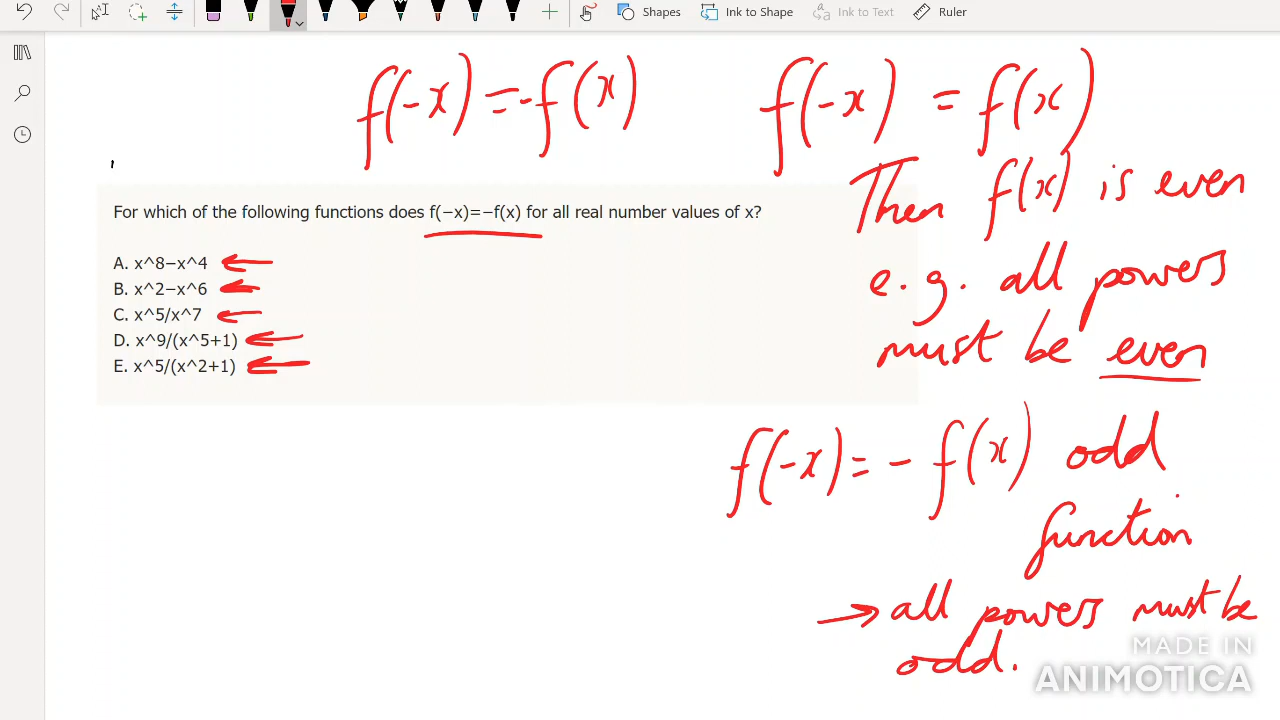 Shapes Ink to Shape Ink to Text Ruler
f(-x) = -f(x)
f(-x) = f(x)
Then f(x) is even
e.g. all powers
must be even
For which of the following functions does f(−x)=−f(x) for all real number values of x?
A. x^8−x^4
B. x^2−x^6
C. x^5/x^7
D. x^9/(x^5+1)
E. x^5/(x^2+1)
f(-x) = - f(x) odd
function
→ all powers must be
odd.
MADE IN
ANIMOTICA